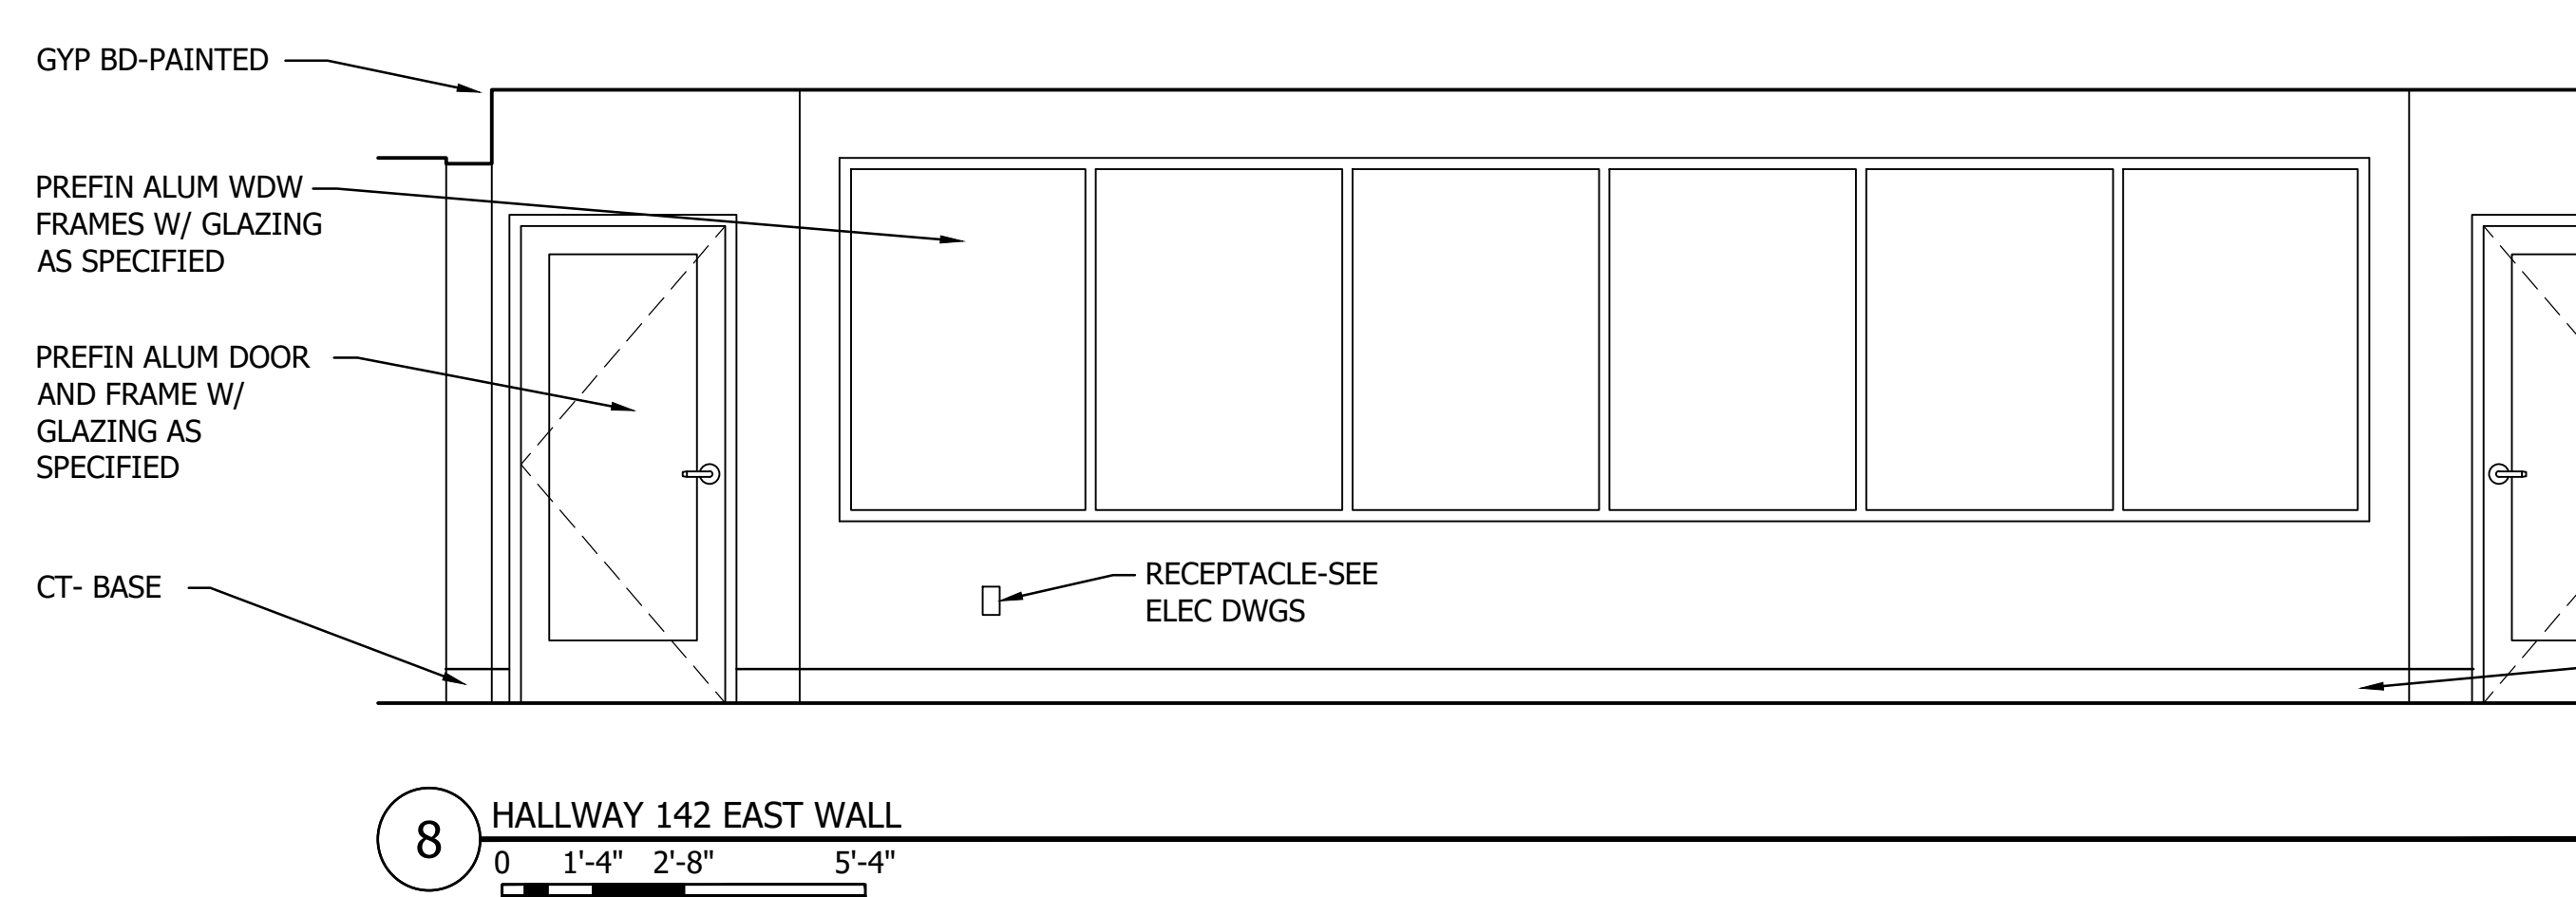 GYP BD-PAINTED
PREFIN ALUM WDW
FRAMES W/ GLAZING
AS SPECIFIED
PREFIN ALUM DOOR
AND FRAME W/
GLAZING AS
SPECIFIED
CT- BASE
RECEPTACLE-SEE
ELEC DWGS
8
HALLWAY 142 EAST WALL
0 1'-4" 2'-8" 5'-4"